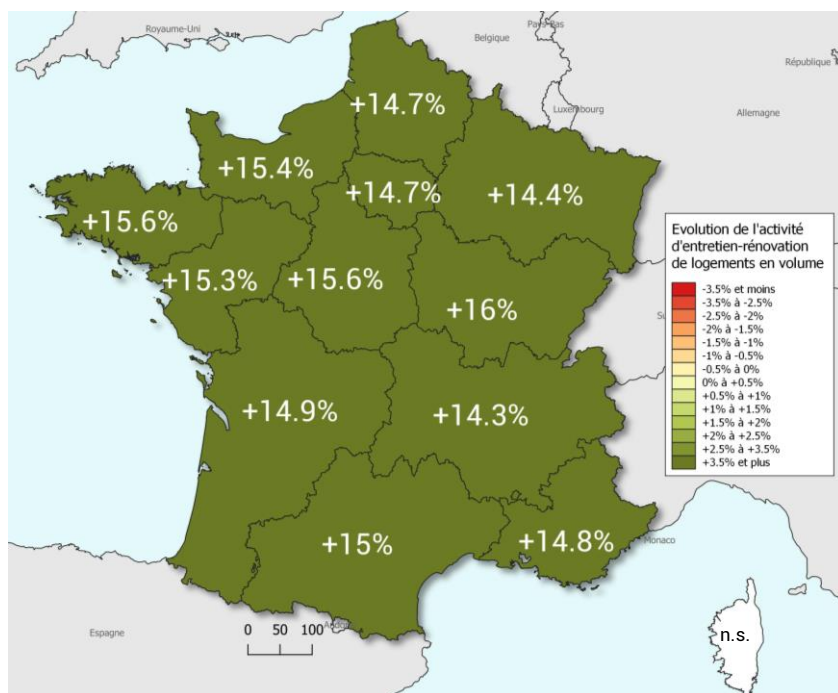 Royaume-Uni
Pays-Bas
Belgique
République
Luxembourg
Allemagne
+14.7%
+15.4%
+14.7%
+14.4%
+15.6%
+15.3%
+15.6%
+16%
+14.9%
+14.3%
+15%
+14.8%
Monaco
Espagne
n.s.
0 50 100
Evolution de l'activité
d'entretien-rénovation
de logements en volume
-3.5% et moins
-3.5% à -2.5%
-2.5% à -2%
-2% à -1.5%
-1.5% à -1%
-1% à -0.5%
-0.5% à 0%
0% à +0.5%
+0.5% à +1%
+1% à +1.5%
+1.5% à +2%
+2% à +2.5%
+2.5% à +3.5%
+3.5% et plus